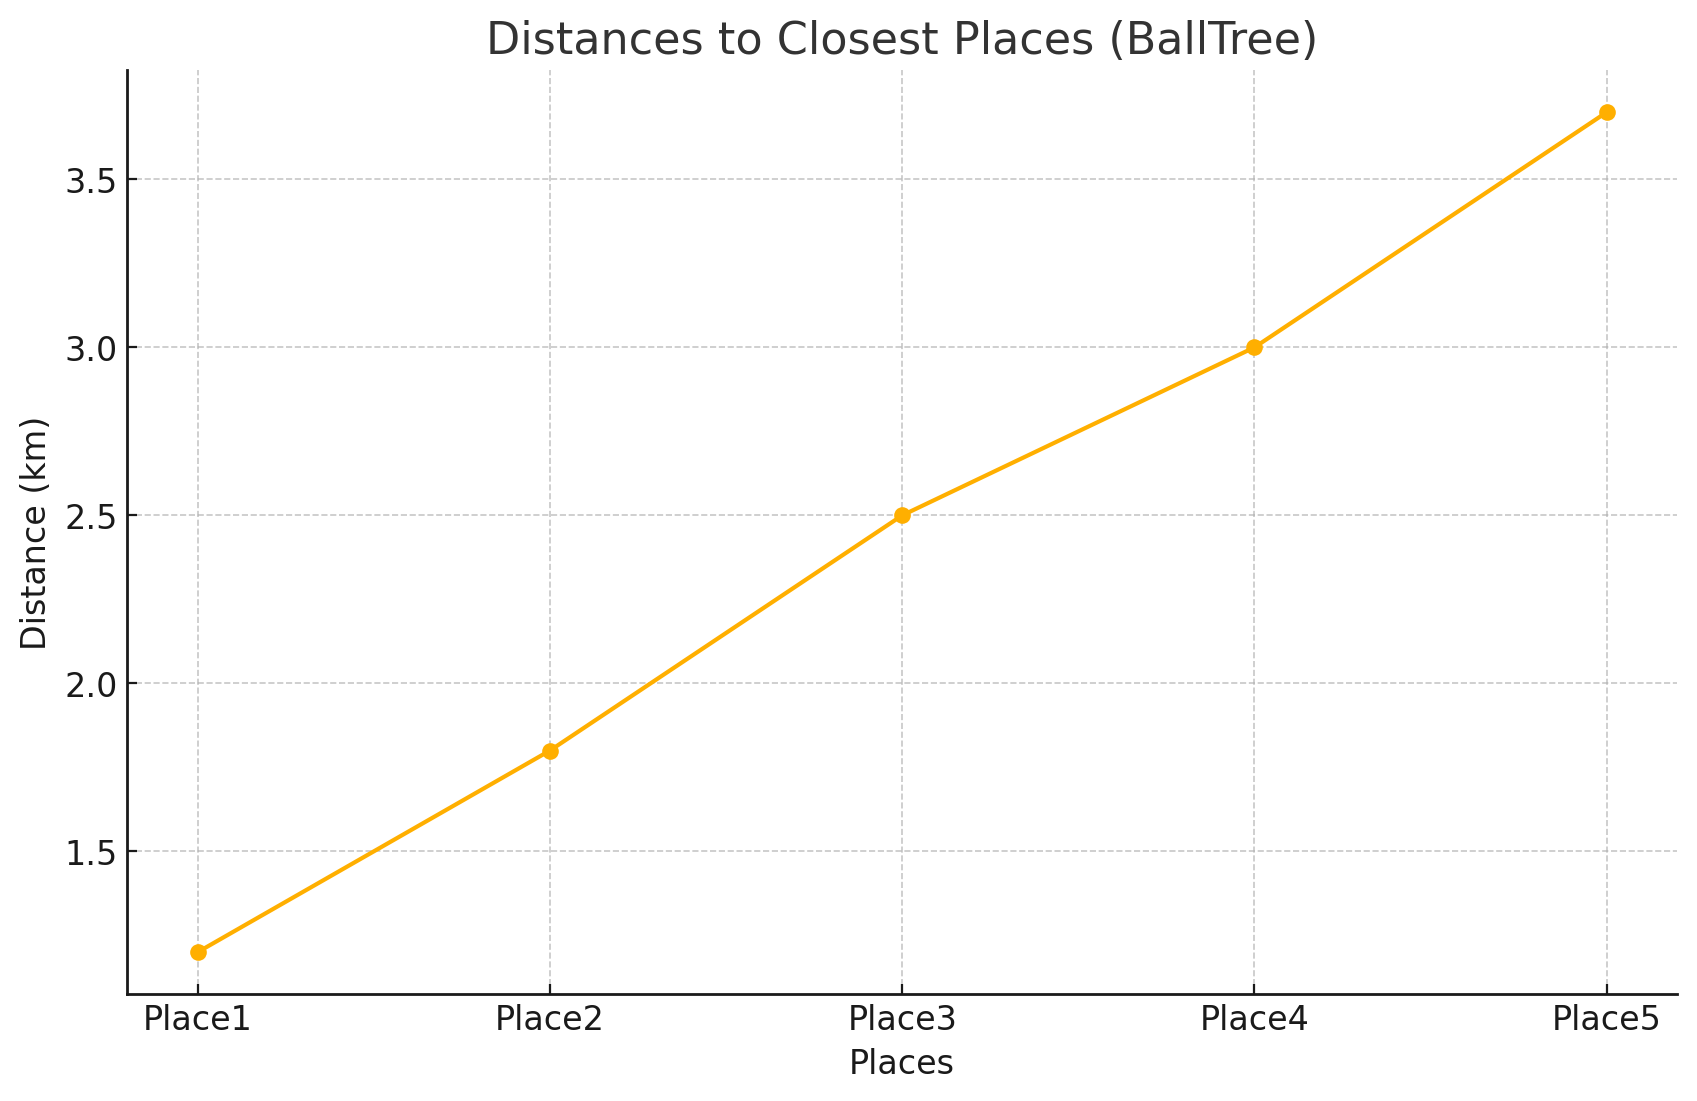 Distances to Closest Places (BallTree)
3.5
3.0
2.5
2.0
1.5
Distance (km)
Place1 Place2 Place3 Place4 Place5
Places